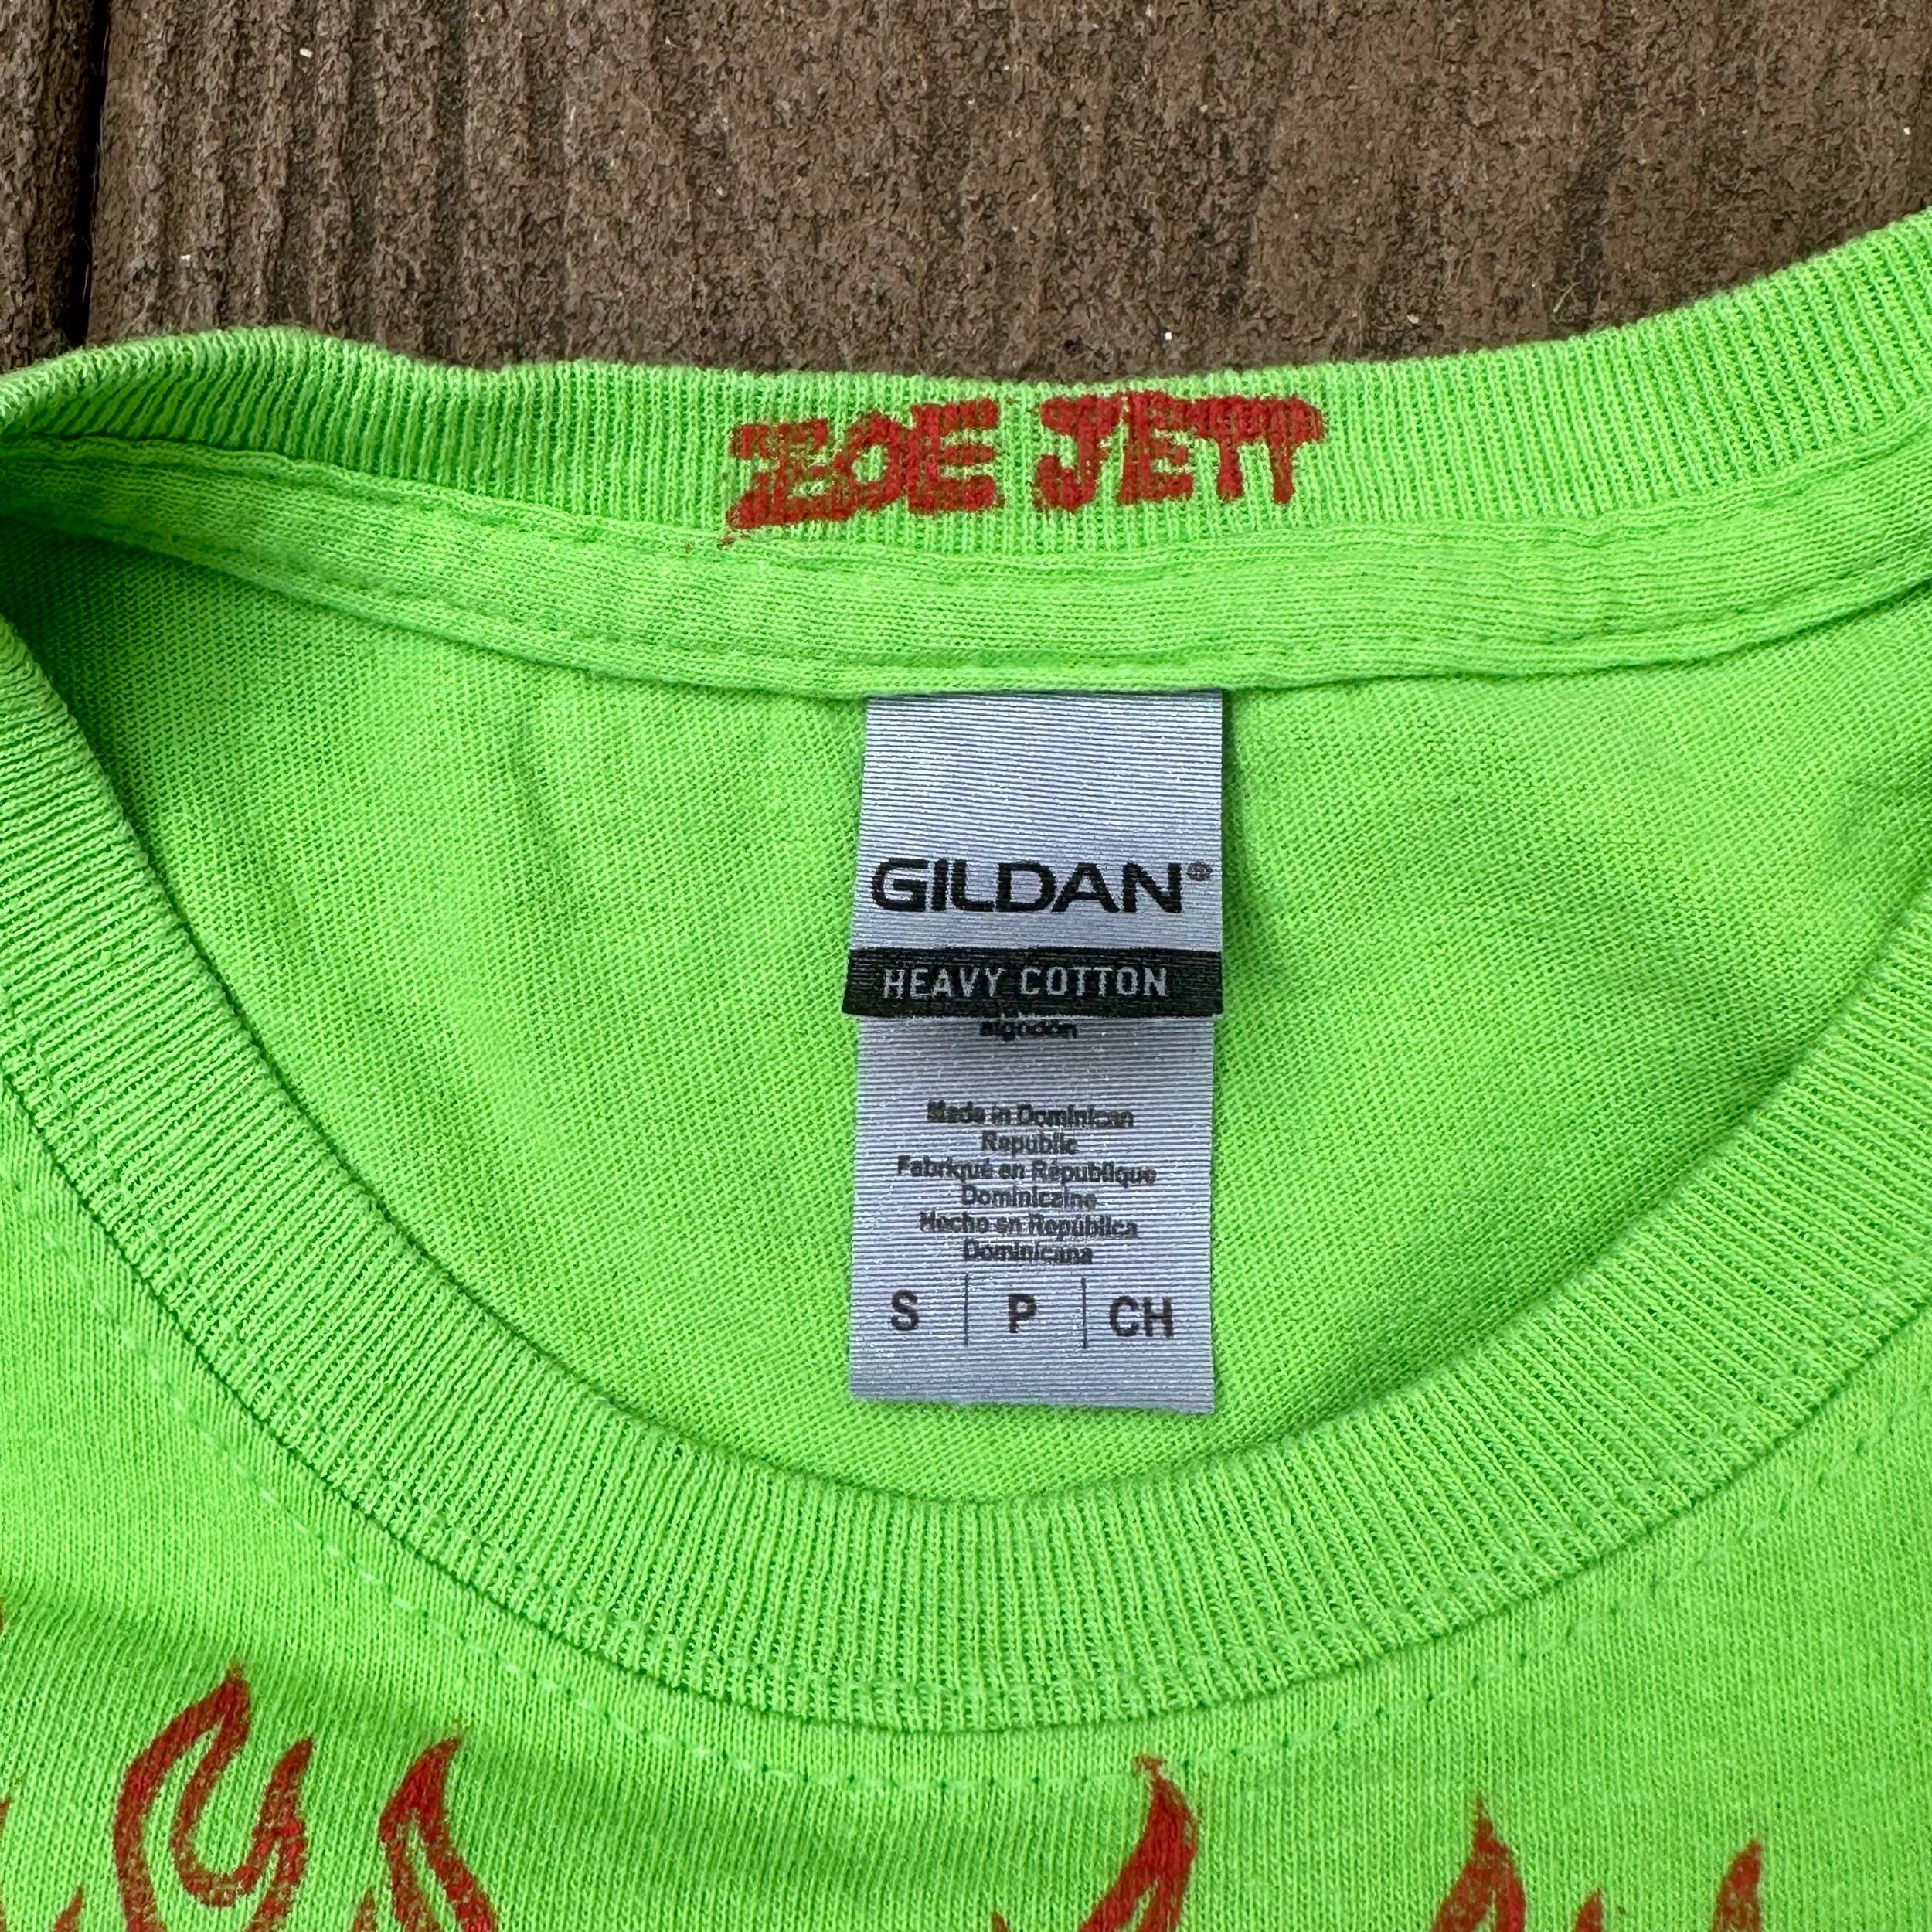 ZOE JETT
GILDAN®
HEAVY COTTON
algodón
Made in Dominican
Republic
Fabriqué en République
Dominicaine
Hecho en República
Dominicana
S | P | CH